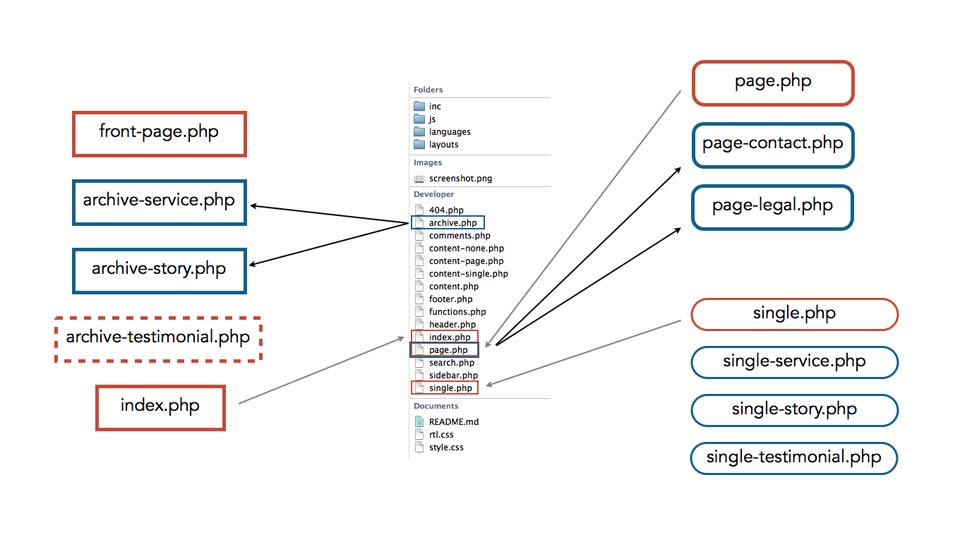 front-page.php
archive-service.php
archive-story.php
archive-testimonial.php
index.php
Folders
inc
js
languages
layouts
Images
screenshot.png
Developer
404.php
archive.php
comments.php
content-none.php
content-page.php
content-single.php
content.php
footer.php
functions.php
header.php
index.php
page.php
search.php
sidebar.php
single.php
Documents
README.md
rtl.css
style.css
page.php
page-contact.php
page-legal.php
single.php
single-service.php
single-story.php
single-testimonial.php